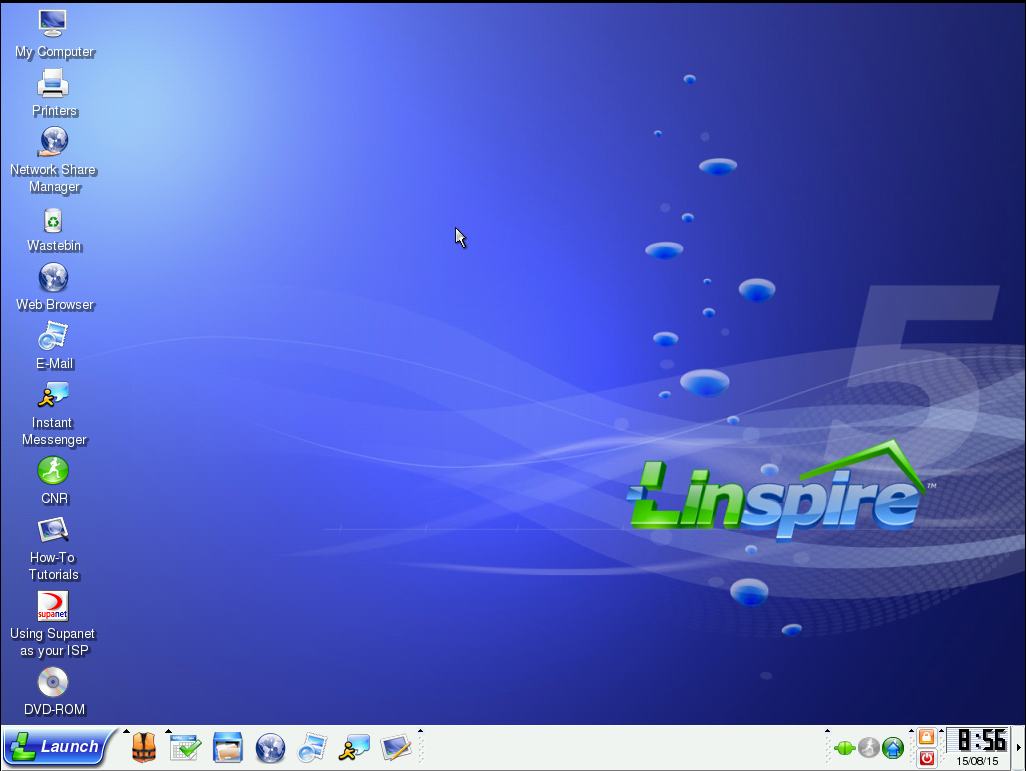 My Computer
Printers
Network Share
Manager
Wastebin
Web Browser
E-Mail
Instant
Messenger
CNR
How-To
Tutorials
supanet
Using Supanet
as your ISP
DVD-ROM
5
Linspire™
Launch
8:56
15/08/15